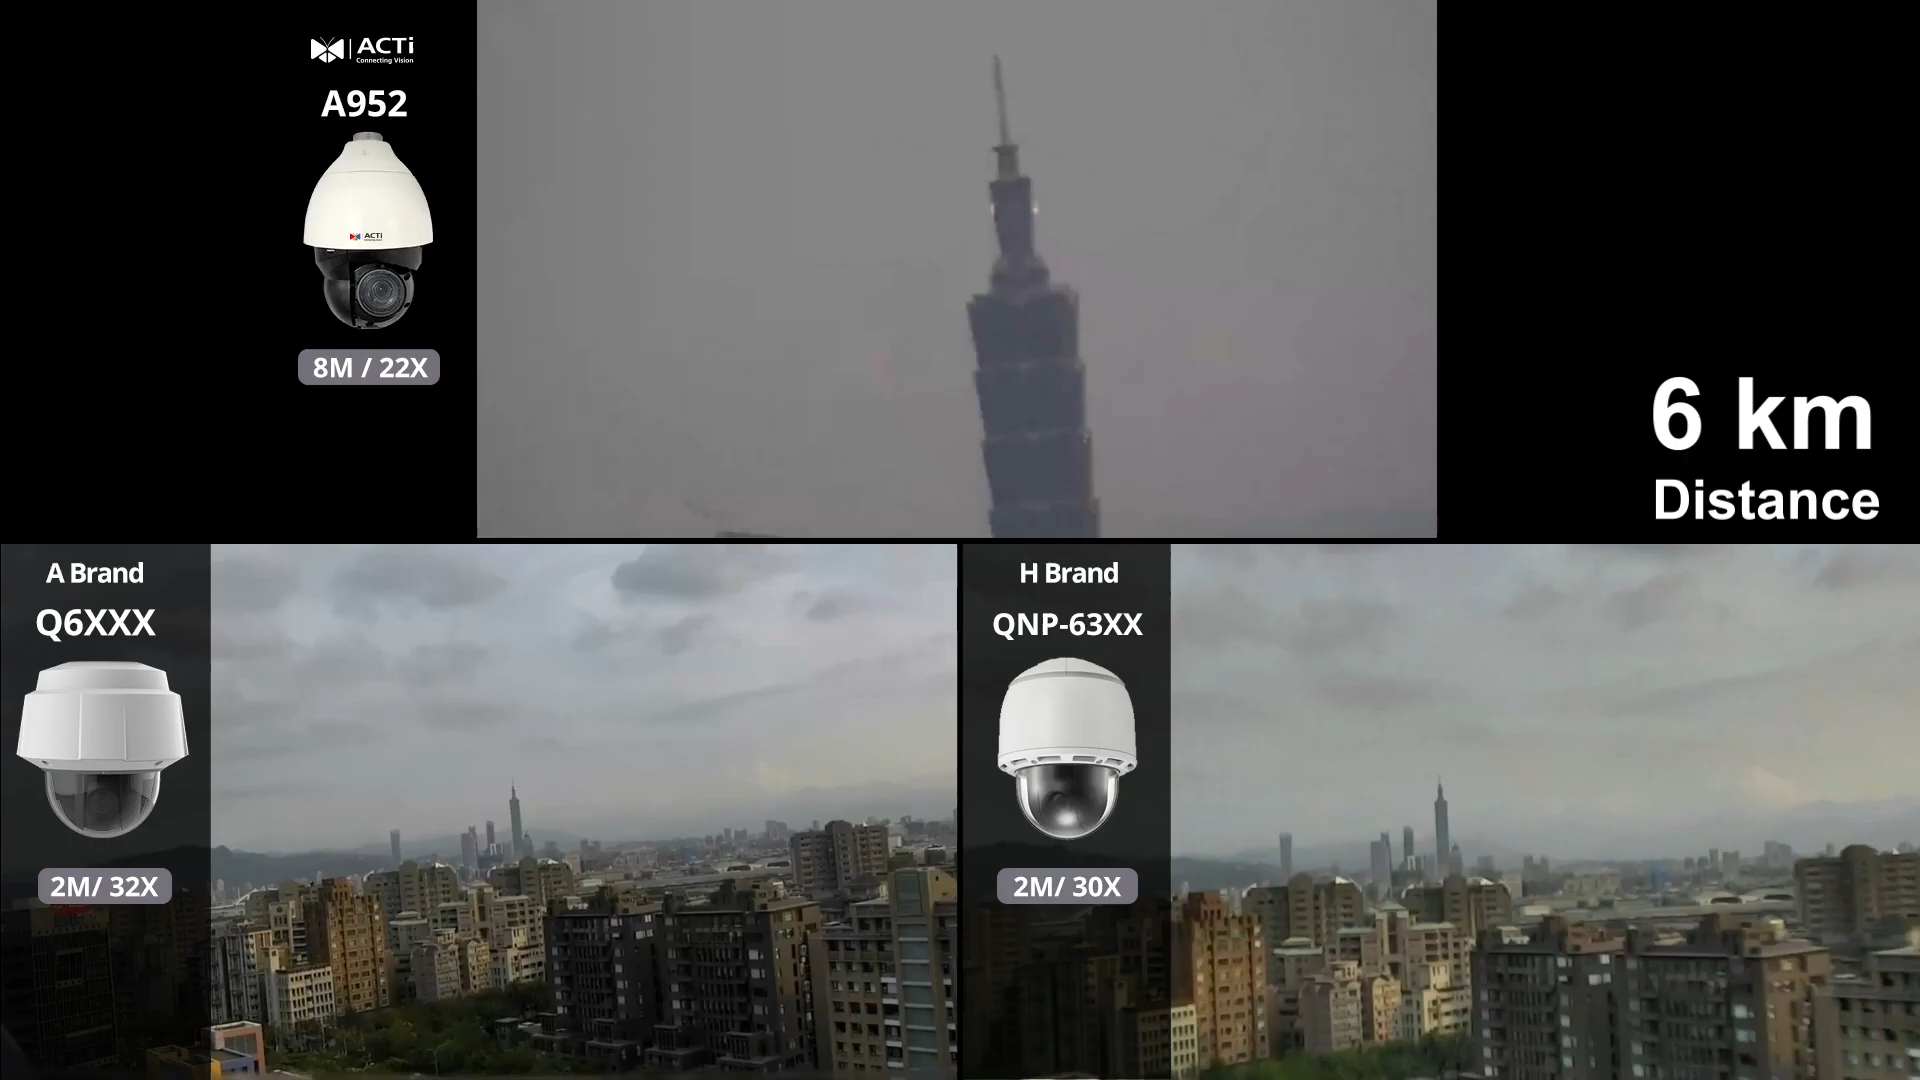 ACTi
Connecting Vision
A952
ACTi
8M / 22X
6 km
Distance
A Brand
Q6XXX
2M/ 32X
H Brand
QNP-63XX
2M/ 30X